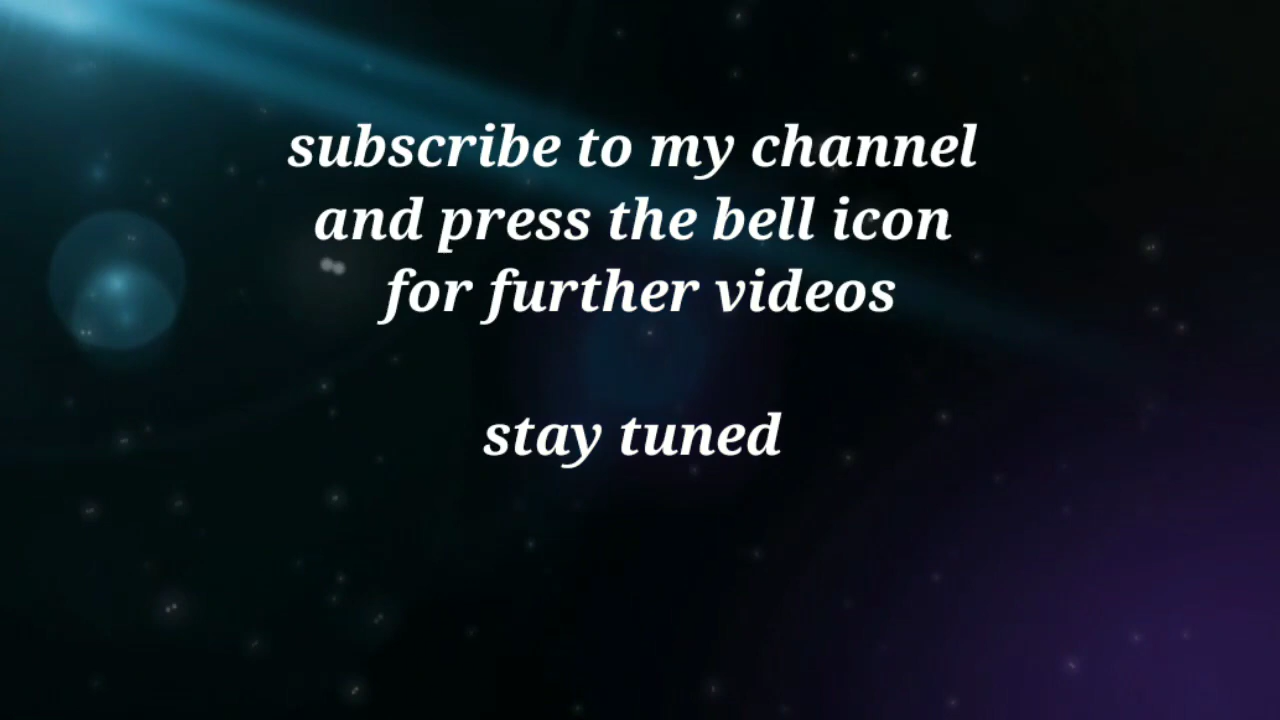 subscribe to my channel
and press the bell icon
for further videos
stay tuned